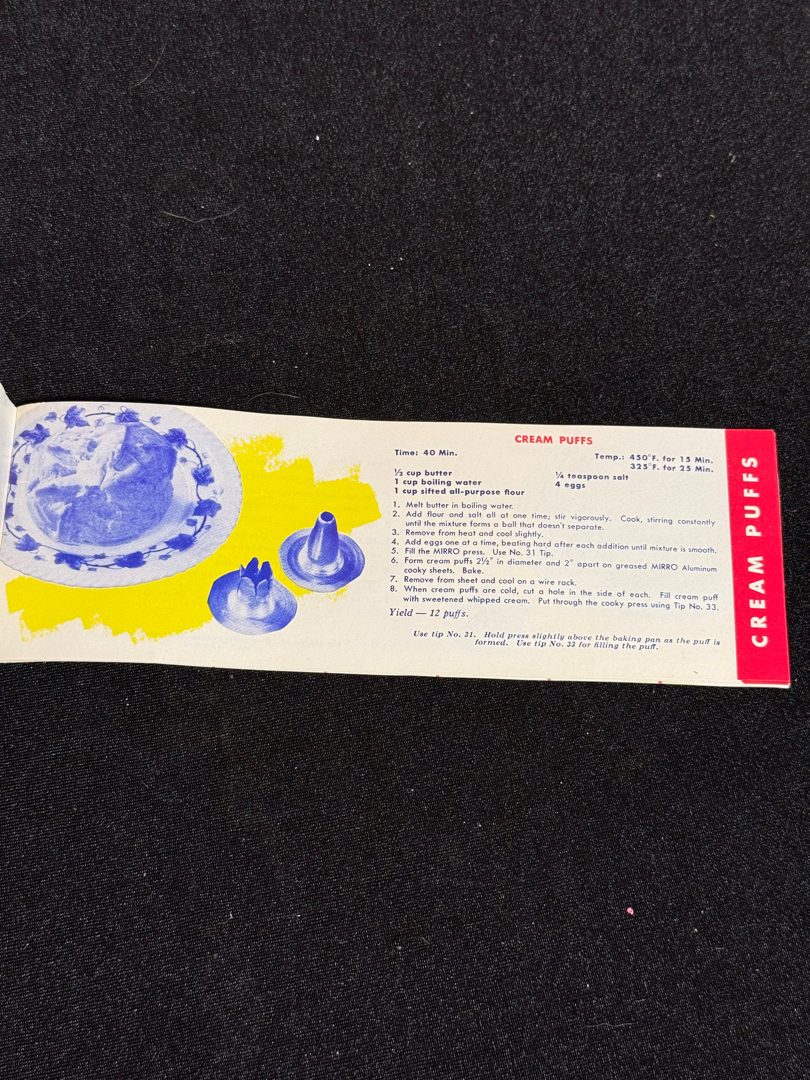 CREAM PUFFS
Time: 40 Min.
Temp.: 450°F. for 15 Min.
325°F. for 25 Min.
½ cup butter
1 cup boiling water
1 cup sifted all-purpose flour
¼ teaspoon salt
4 eggs
1. Melt butter in boiling water.
2. Add flour and salt all at one time; stir vigorously. Cook, stirring constantly
until the mixture forms a ball that doesn't separate.
3. Remove from heat and cool slightly.
4. Add eggs one at a time, beating hard after each addition until mixture is smooth.
5. Fill the MIRRO press. Use No. 31 Tip.
6. Form cream puffs 2½" in diameter and 2" apart on greased MIRRO Aluminum
cooky sheets. Bake.
7. Remove from sheet and cool on a wire rack.
8. When cream puffs are cold, cut a hole in the side of each. Fill cream puff
with sweetened whipped cream. Put through the cooky press using Tip No. 33.
Yield — 12 puffs.
Use tip No. 31. Hold press slightly above the baking pan as the puff is
formed. Use tip No. 33 for filling the puff.
CREAM PUFFS